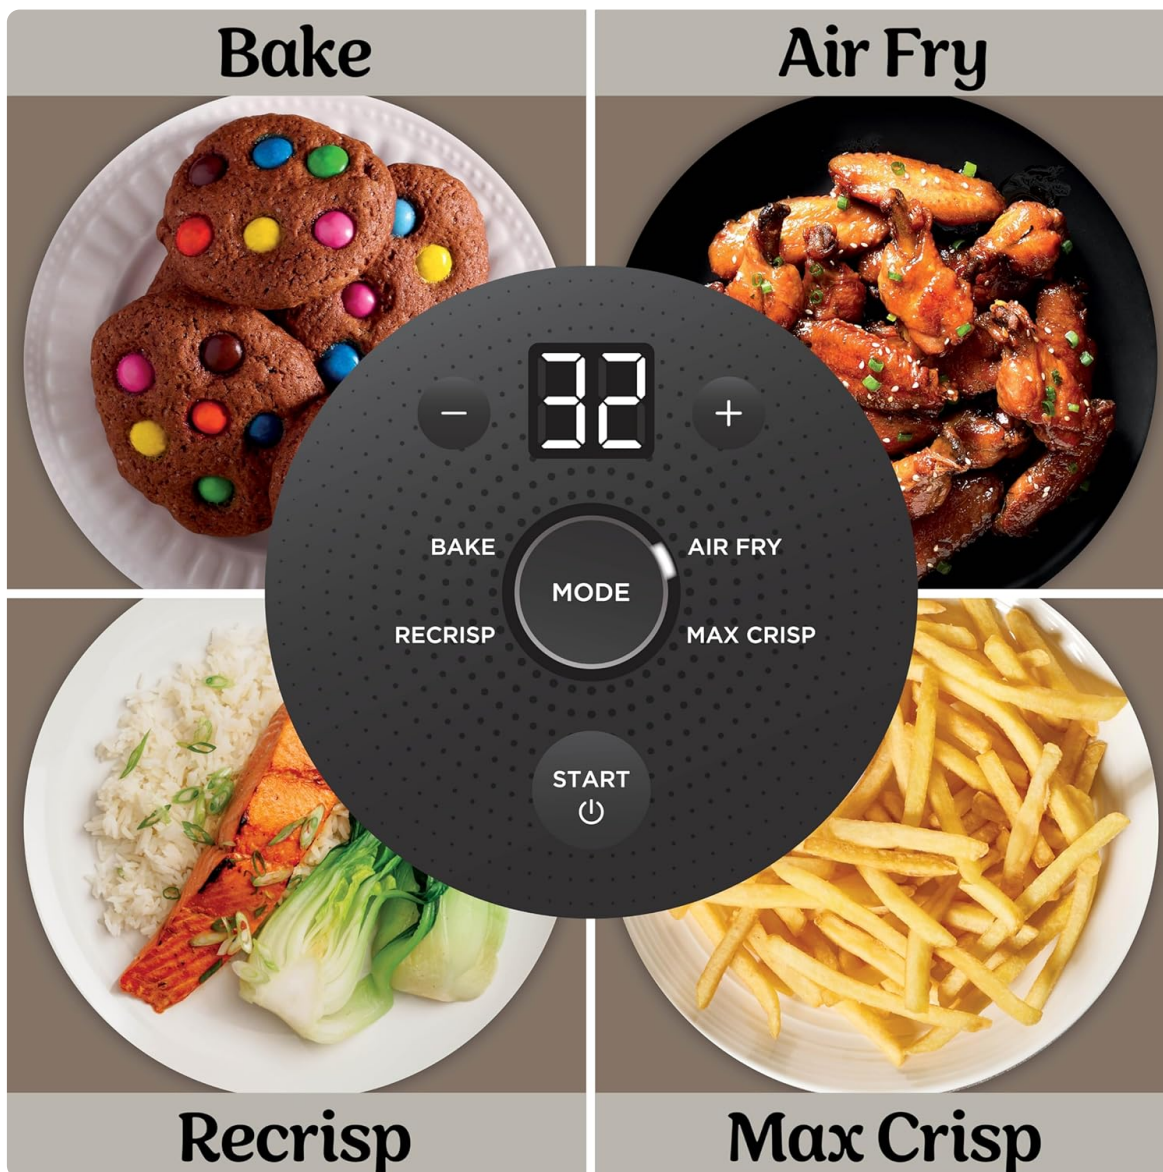 Bake
Air Fry
−
32
+
BAKE
AIR FRY
MODE
RECRISP
MAX CRISP
START
Recrisp
Max Crisp